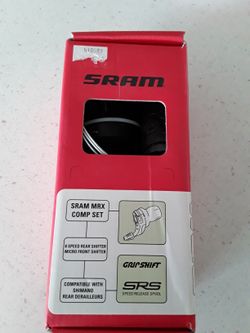 SRAM
SRAM MRX
COMP SET
6 SPEED REAR SHIFTER
MICRO FRONT SHIFTER
COMPATIBLE WITH
SHIMANO
REAR DERAILLEURS
GRIPSHIFT
SRS
SPEED RELEASE SPOOL